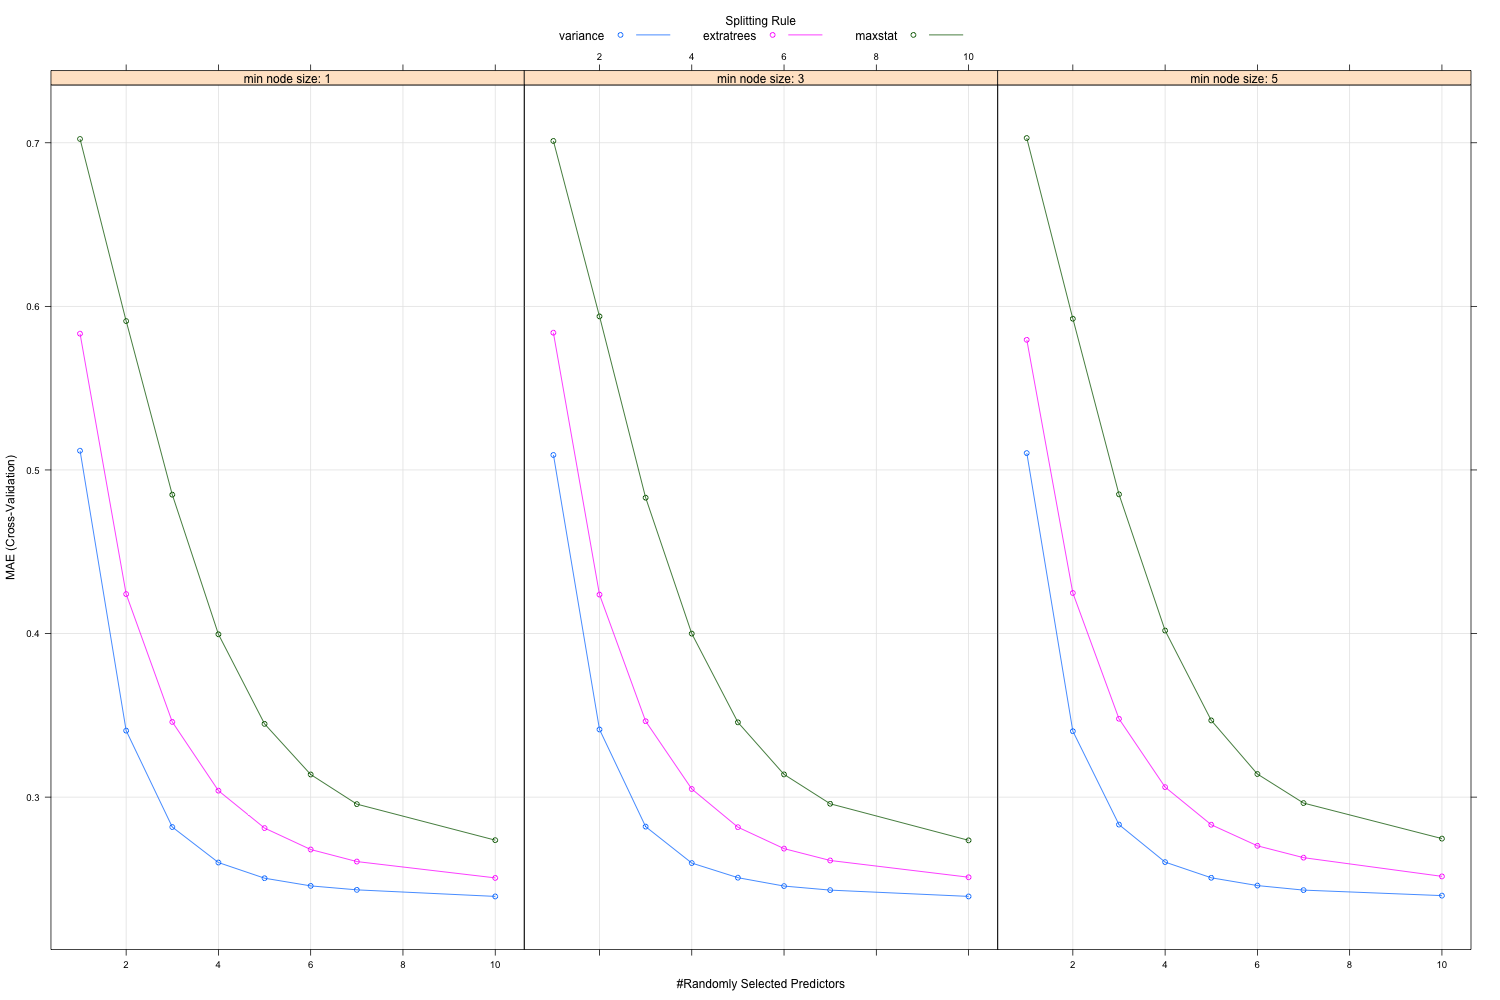 Splitting Rule
variance extratrees maxstat
2 4 6 8 10
min node size: 1 min node size: 3 min node size: 5
0.7
0.6
0.5
0.4
0.3
MAE (Cross-Validation)
2 4 6 8 10 2 4 6 8 10
#Randomly Selected Predictors